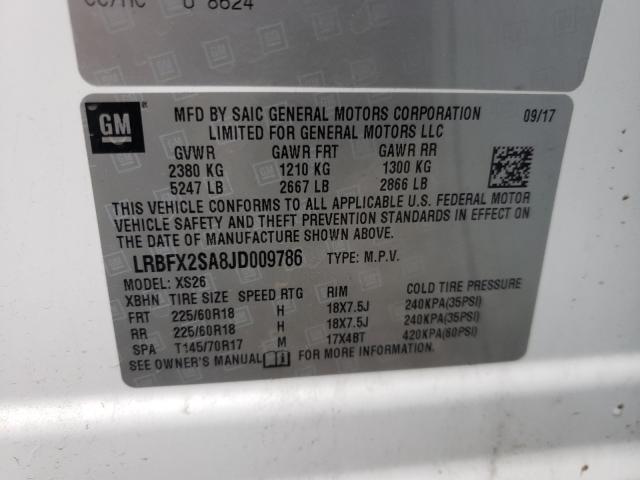 U 8624
GM
MFD BY SAIC GENERAL MOTORS CORPORATION 09/17
LIMITED FOR GENERAL MOTORS LLC
GVWR GAWR FRT GAWR RR
2380 KG 1210 KG 1300 KG
5247 LB 2667 LB 2866 LB
THIS VEHICLE CONFORMS TO ALL APPLICABLE U.S. FEDERAL MOTOR
VEHICLE SAFETY AND THEFT PREVENTION STANDARDS IN EFFECT ON
THE DATE OF MANUFACTURE SHOWN ABOVE.
LRBFX2SA8JD009786 TYPE: M.P.V.
MODEL: XS26
XBHN TIRE SIZE SPEED RTG RIM COLD TIRE PRESSURE
FRT 225/60R18 H 18X7.5J 240KPA(35PSI)
RR 225/60R18 H 18X7.5J 240KPA(35PSI)
SPA T145/70R17 M 17X4BT 420KPA(60PSI)
SEE OWNER'S MANUAL FOR MORE INFORMATION.